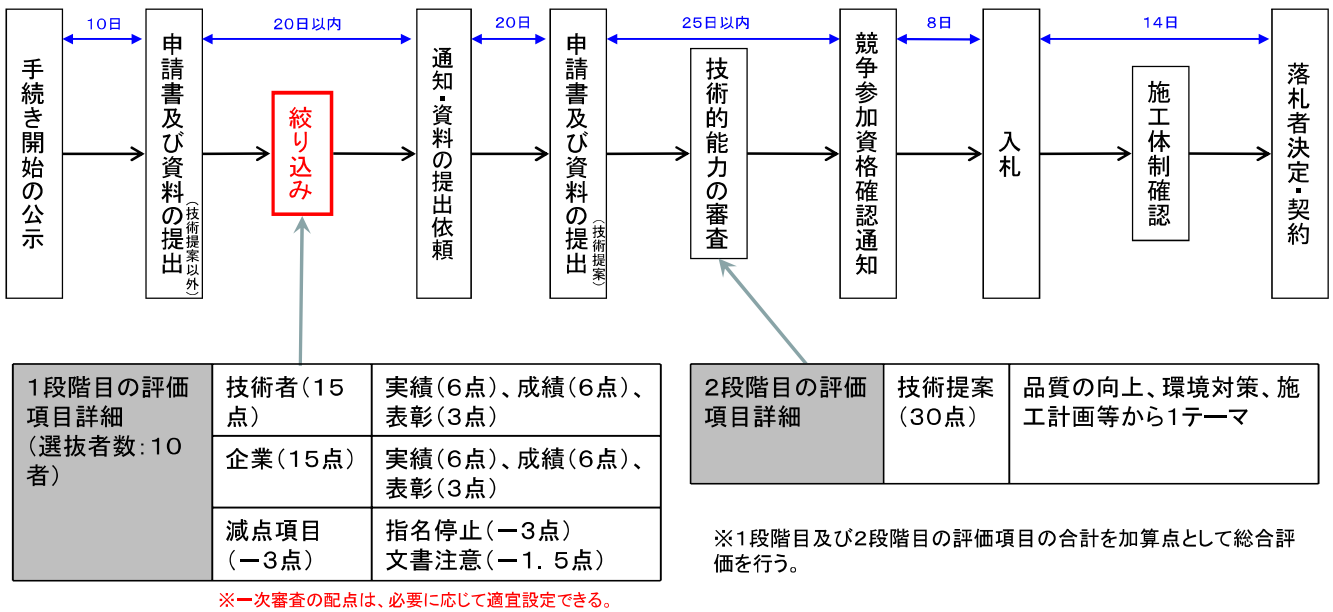 10日
20日以内
20日
25日以内
8日
14日
手続き開始の公示
申請書及び資料の提出
（技術提案以外）
絞り込み
通知・資料の提出依頼
申請書及び資料の提出
（技術提案）
技術的能力の審査
競争参加資格確認通知
入札
施工体制確認
落札者決定・契約
1段階目の評価
項目詳細
（選抜者数：10
者）
技術者（15
点）
実績（6点）、成績（6点）、
表彰（3点）
企業（15点）
実績（6点）、成績（6点）、
表彰（3点）
減点項目
（－3点）
指名停止（－3点）
文書注意（－1．5点）
※一次審査の配点は、必要に応じて適宜設定できる。
2段階目の評価
項目詳細
技術提案
（30点）
品質の向上、環境対策、施
工計画等から1テーマ
※1段階目及び2段階目の評価項目の合計を加算点として総合評
価を行う。